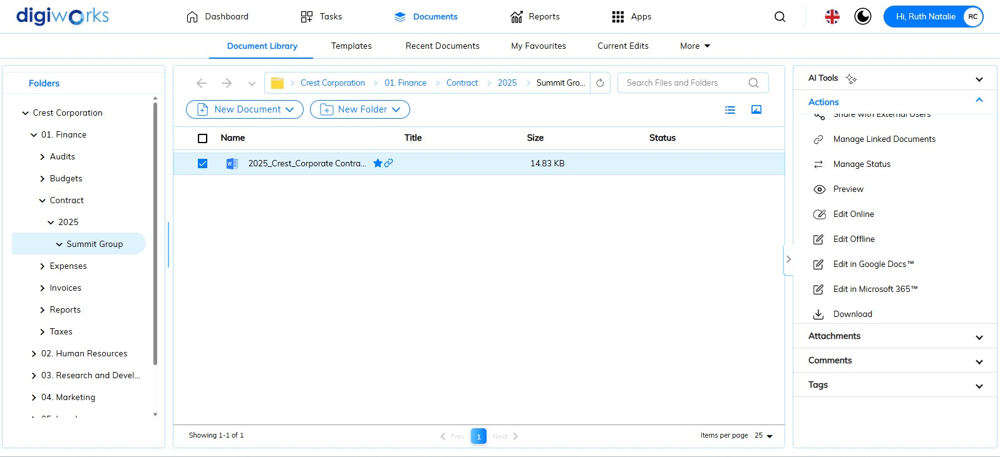 digiworks
Dashboard
Tasks
Documents
Reports
Apps
Hi, Ruth Natalie RC
Document Library
Templates
Recent Documents
My Favourites
Current Edits
More
Folders
Crest Corporation
01. Finance
Audits
Budgets
Contract
2025
Summit Group
Expenses
Invoices
Reports
Taxes
02. Human Resources
03. Research and Devel...
04. Marketing
Crest Corporation
01. Finance
Contract
2025
Summit Gro...
Search Files and Folders
New Document
New Folder
Name Title Size Status
2025_Crest_Corporate Contra... 14.83 KB
Showing 1-1 of 1
Prev 1 Next
Items per page 25
AI Tools
Actions
Share with External Users
Manage Linked Documents
Manage Status
Preview
Edit Online
Edit Offline
Edit in Google Docs™
Edit in Microsoft 365™
Download
Attachments
Comments
Tags